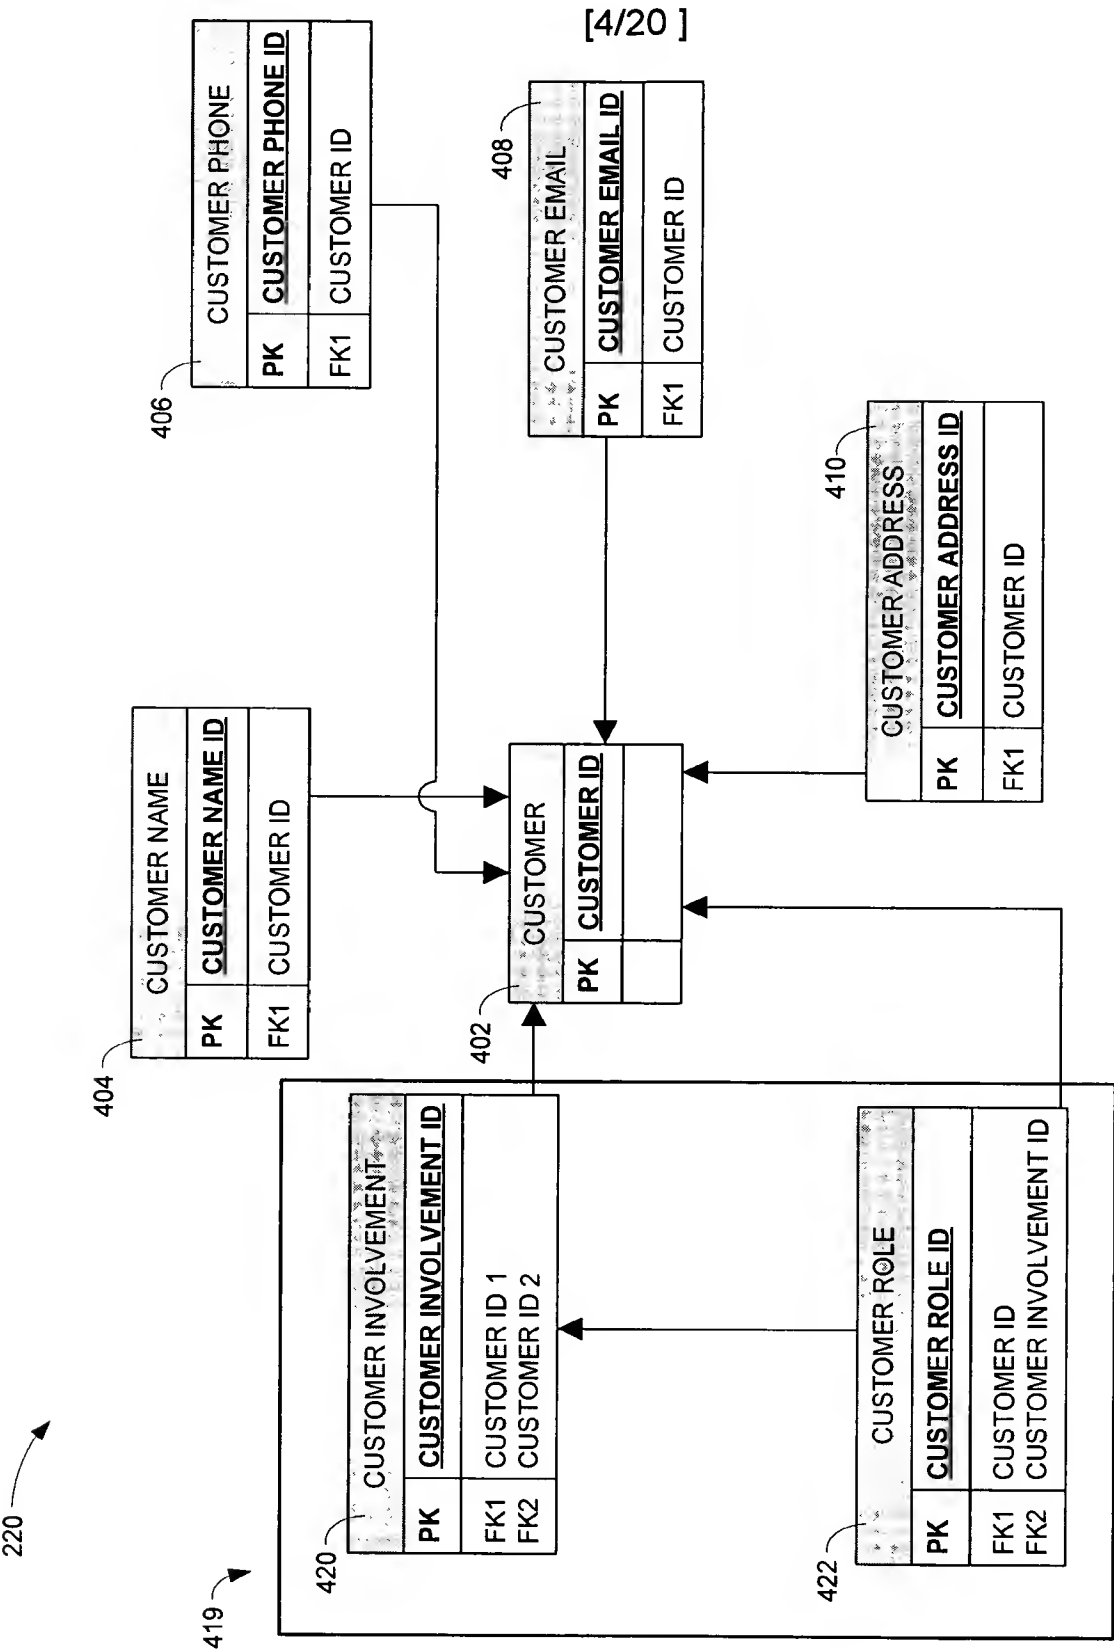 [4/20 ]
220
419
420
CUSTOMER INVOLVEMENT
PK CUSTOMER INVOLVEMENT ID
FK1 CUSTOMER ID 1
FK2 CUSTOMER ID 2
422
CUSTOMER ROLE
PK CUSTOMER ROLE ID
FK1 CUSTOMER ID
FK2 CUSTOMER INVOLVEMENT ID
404
CUSTOMER NAME
PK CUSTOMER NAME ID
FK1 CUSTOMER ID
402
CUSTOMER
PK CUSTOMER ID
406
CUSTOMER PHONE
PK CUSTOMER PHONE ID
FK1 CUSTOMER ID
408
CUSTOMER EMAIL
PK CUSTOMER EMAIL ID
FK1 CUSTOMER ID
410
CUSTOMER ADDRESS
PK CUSTOMER ADDRESS ID
FK1 CUSTOMER ID